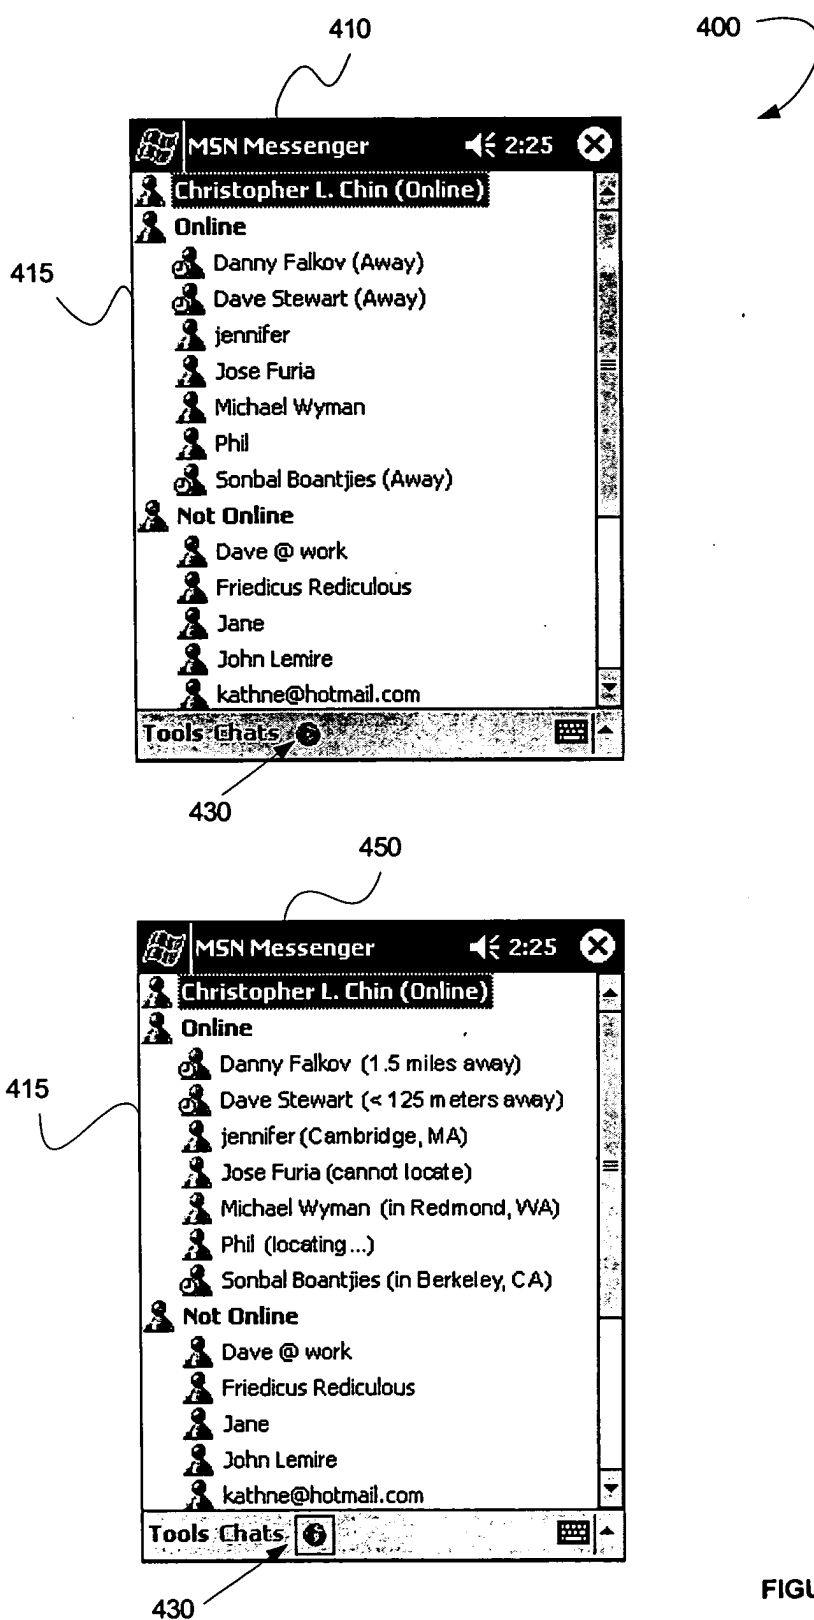 410
400
MSN Messenger 2:25
Christopher L. Chin (Online)
Online
Danny Falkov (Away)
415
Dave Stewart (Away)
jennifer
Jose Furia
Michael Wyman
Phil
Sonbal Boantjies (Away)
Not Online
Dave @ work
Friedicus Rediculous
Jane
John Lemire
kathne@hotmail.com
Tools Chats
430
450
MSN Messenger 2:25
Christopher L. Chin (Online)
Online
Danny Falkov (1.5 miles away)
415
Dave Stewart (< 125 meters away)
jennifer (Cambridge, MA)
Jose Furia (cannot locate)
Michael Wyman (in Redmond, WA)
Phil (locating...)
Sonbal Boantjies (in Berkeley, CA)
Not Online
Dave @ work
Friedicus Rediculous
Jane
John Lemire
kathne@hotmail.com
Tools Chats
430
FIGU